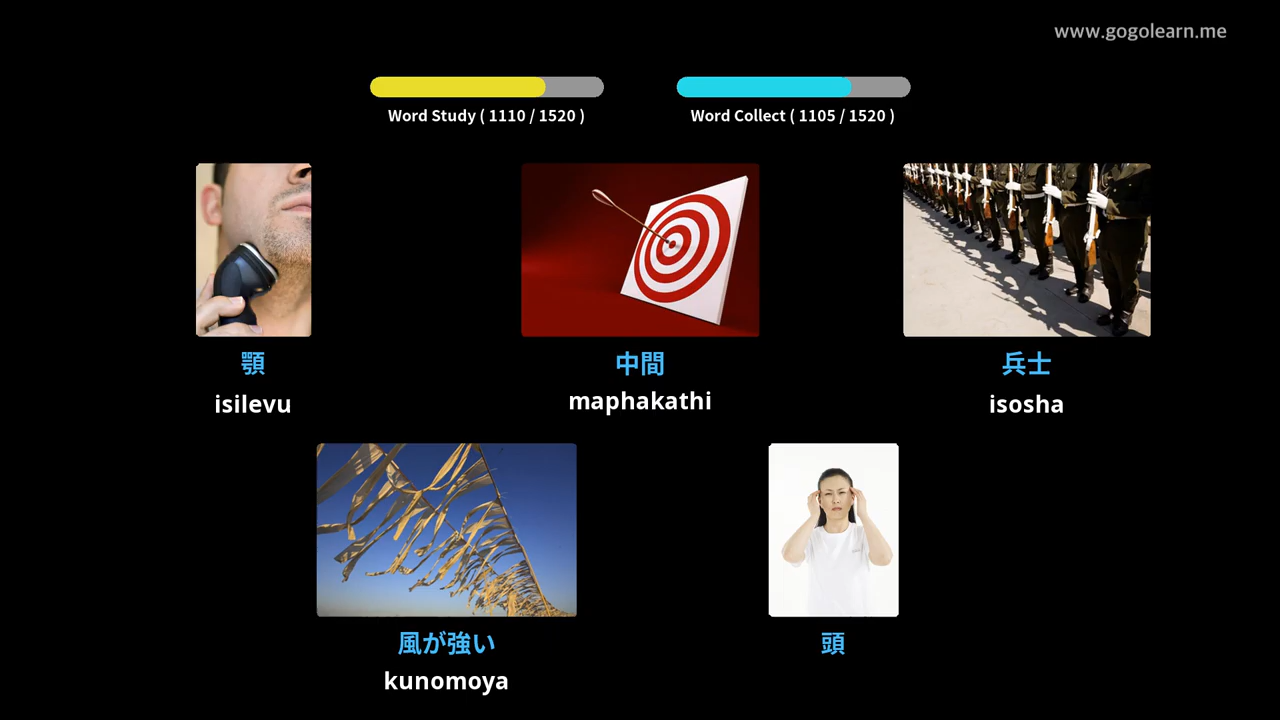 www.gogolearn.me
Word Study ( 1110 / 1520 )
Word Collect ( 1105 / 1520 )
顎
中間
兵士
isilevu
maphakathi
isosha
風が強い
頭
kunomoya